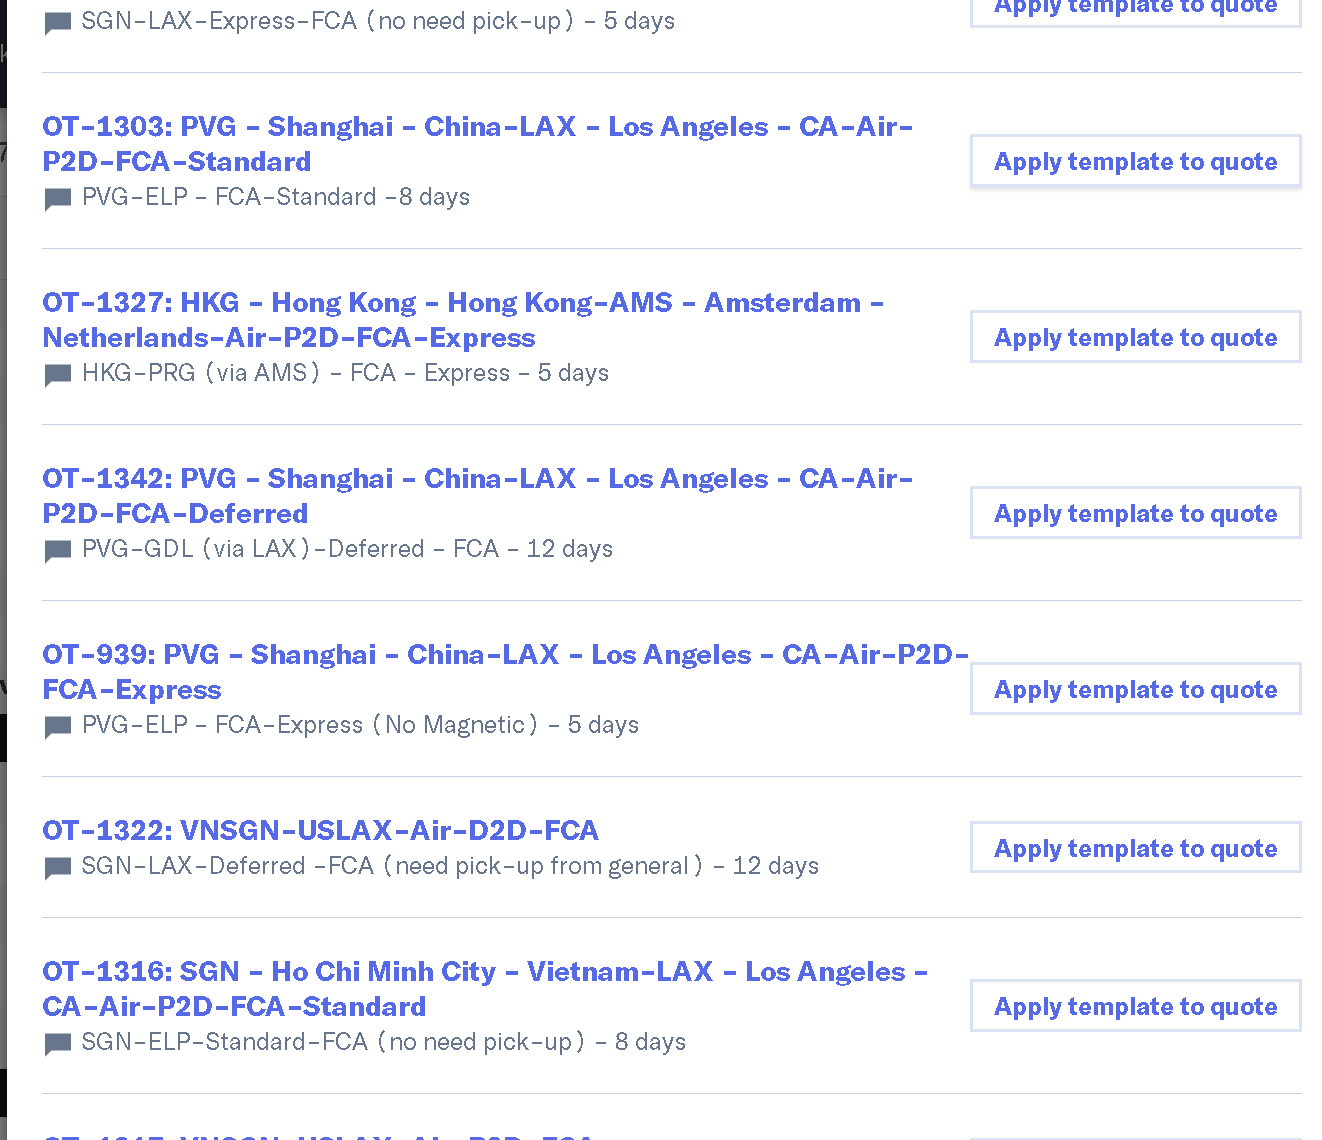 Apply template to quote
SGN-LAX-Express-FCA (no need pick-up) - 5 days
OT-1303: PVG - Shanghai - China-LAX - Los Angeles - CA-Air-
P2D-FCA-Standard
Apply template to quote
PVG-ELP - FCA-Standard -8 days
OT-1327: HKG - Hong Kong - Hong Kong-AMS - Amsterdam -
Netherlands-Air-P2D-FCA-Express
Apply template to quote
HKG-PRG (via AMS) - FCA - Express - 5 days
OT-1342: PVG - Shanghai - China-LAX - Los Angeles - CA-Air-
P2D-FCA-Deferred
Apply template to quote
PVG-GDL (via LAX)-Deferred - FCA - 12 days
OT-939: PVG - Shanghai - China-LAX - Los Angeles - CA-Air-P2D-
FCA-Express
Apply template to quote
PVG-ELP - FCA-Express (No Magnetic) - 5 days
OT-1322: VNSGN-USLAX-Air-D2D-FCA
Apply template to quote
SGN-LAX-Deferred -FCA (need pick-up from general) - 12 days
OT-1316: SGN - Ho Chi Minh City - Vietnam-LAX - Los Angeles -
CA-Air-P2D-FCA-Standard
Apply template to quote
SGN-ELP-Standard-FCA (no need pick-up) - 8 days